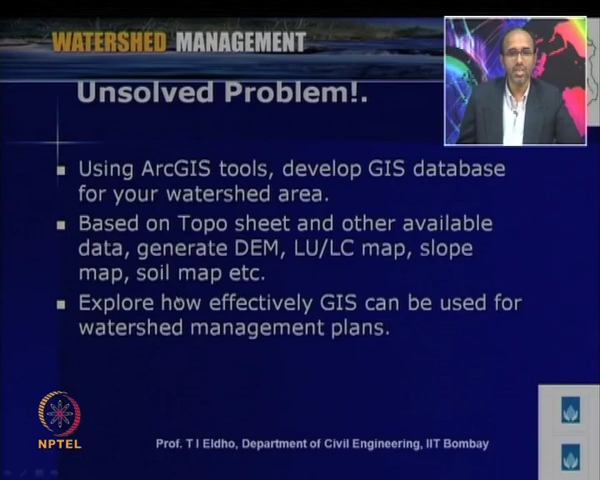 WATERSHED MANAGEMENT
Unsolved Problem!.
Using ArcGIS tools, develop GIS database
for your watershed area.
Based on Topo sheet and other available
data, generate DEM, LU/LC map, slope
map, soil map etc.
Explore how effectively GIS can be used for
watershed management plans.
NPTEL
Prof. T I Eldho, Department of Civil Engineering, IIT Bombay